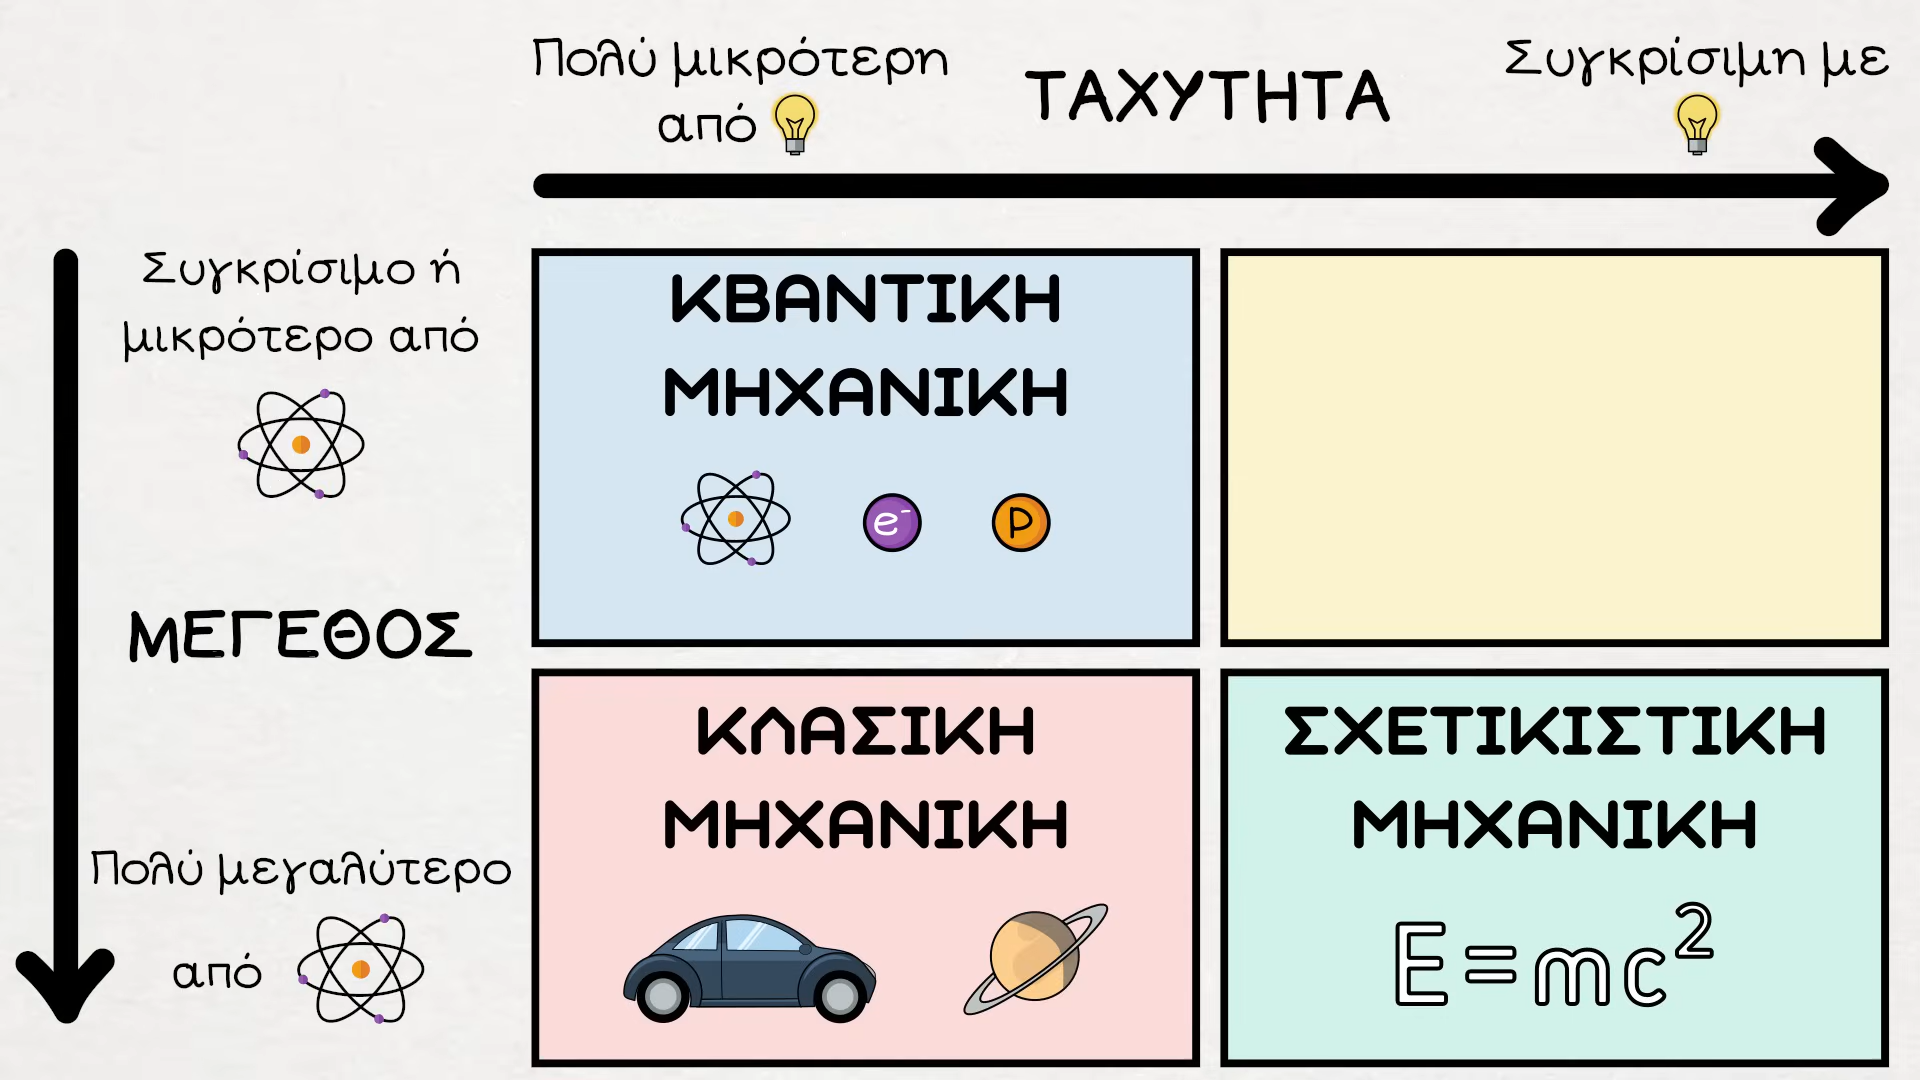 Πολύ μικρότερη
από
ΤΑΧΥΤΗΤΑ
Συγκρίσιμη με
Συγκρίσιμο ή
μικρότερο από
ΜΕΓΕΘΟΣ
Πολύ μεγαλύτερο
από
ΚΒΑΝΤΙΚΗ
ΜΗΧΑΝΙΚΗ
e⁻
P
ΚΛΑΣΙΚΗ
ΜΗΧΑΝΙΚΗ
ΣΧΕΤΙΚΙΣΤΙΚΗ
ΜΗΧΑΝΙΚΗ
E=mc²